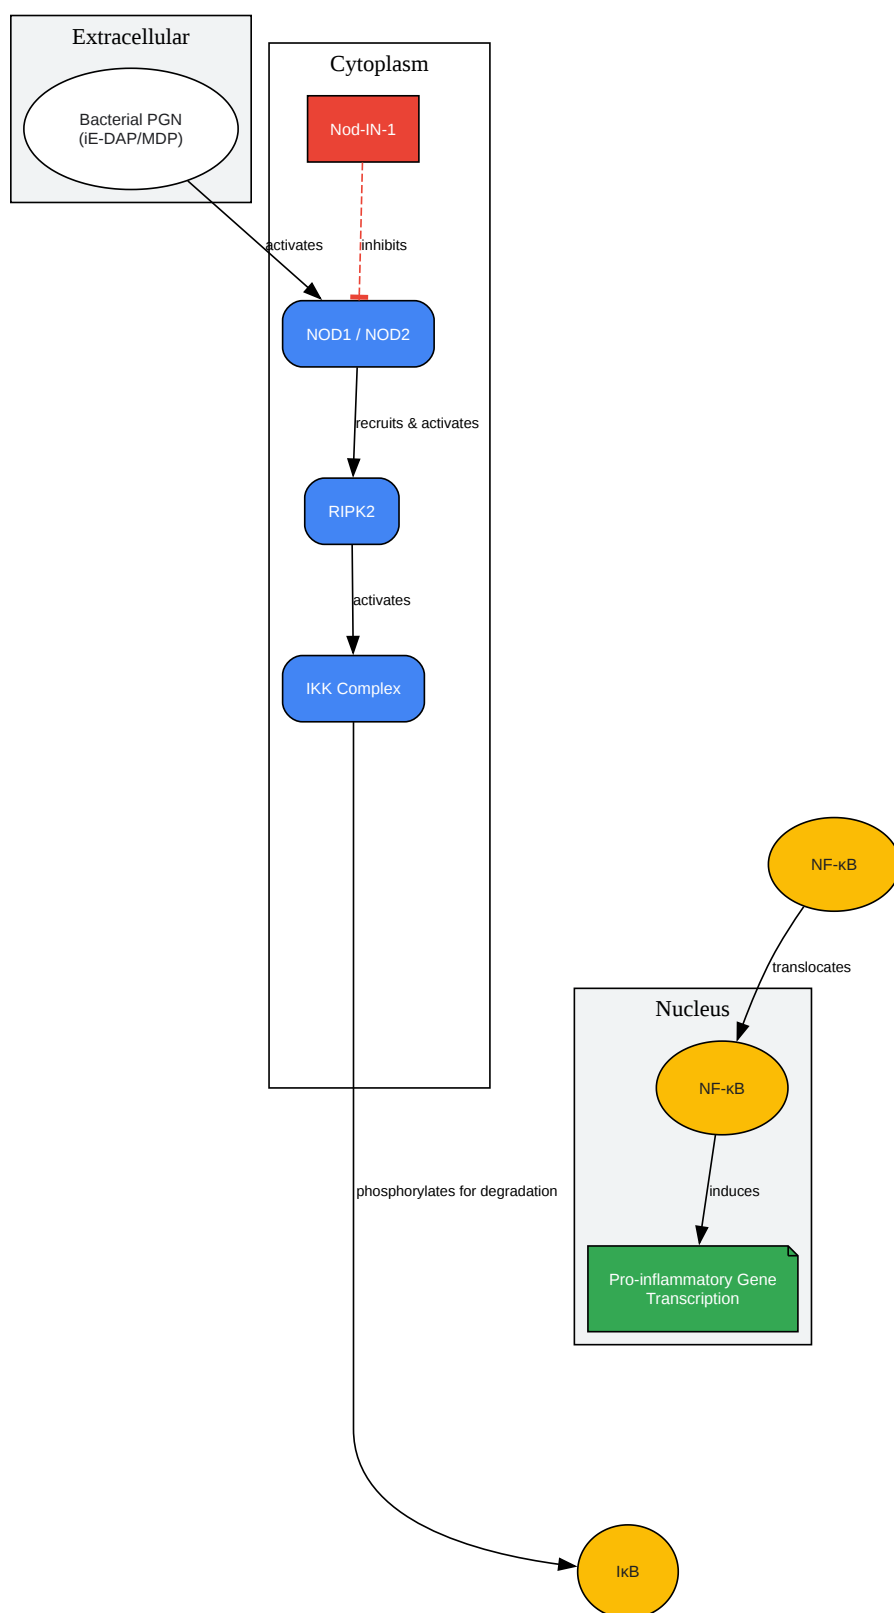 Extracellular
Bacterial PGN
(iE-DAP/MDP)
Cytoplasm
Nod-IN-1
activates
inhibits
NOD1 / NOD2
recruits & activates
RIPK2
activates
IKK Complex
NF-κB
translocates
Nucleus
NF-κB
phosphorylates for degradation
induces
Pro-inflammatory Gene
Transcription
IκB